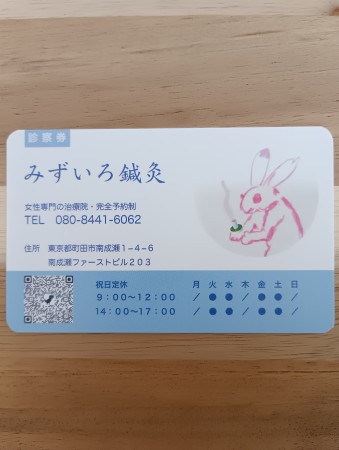 診察券
みずいろ鍼灸
女性専門の治療院・完全予約制
TEL 080-8441-6062
住所 東京都町田市南成瀬1-4-6
南成瀬ファーストビル203
祝日定休 月 火 水 木 金 土 日
9:00〜12:00 / ● ● / ● ● /
14:00〜17:00 / ● ● / ● ● /